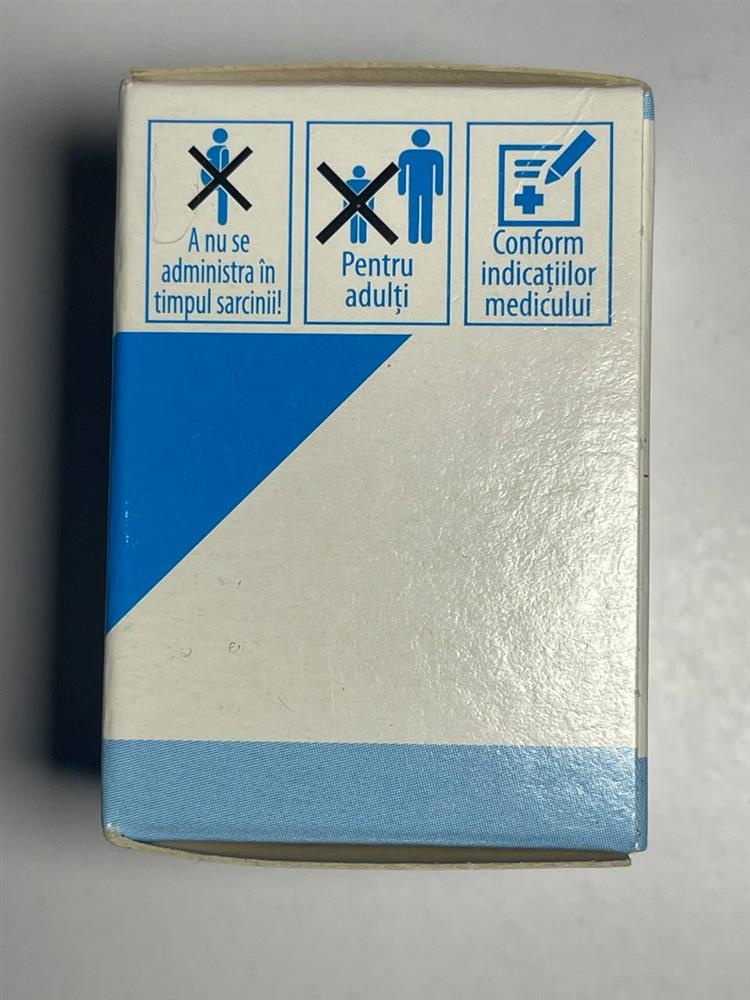 A nu se
administra în
timpul sarcinii!
Pentru
adulți
Conform
indicațiilor
medicului